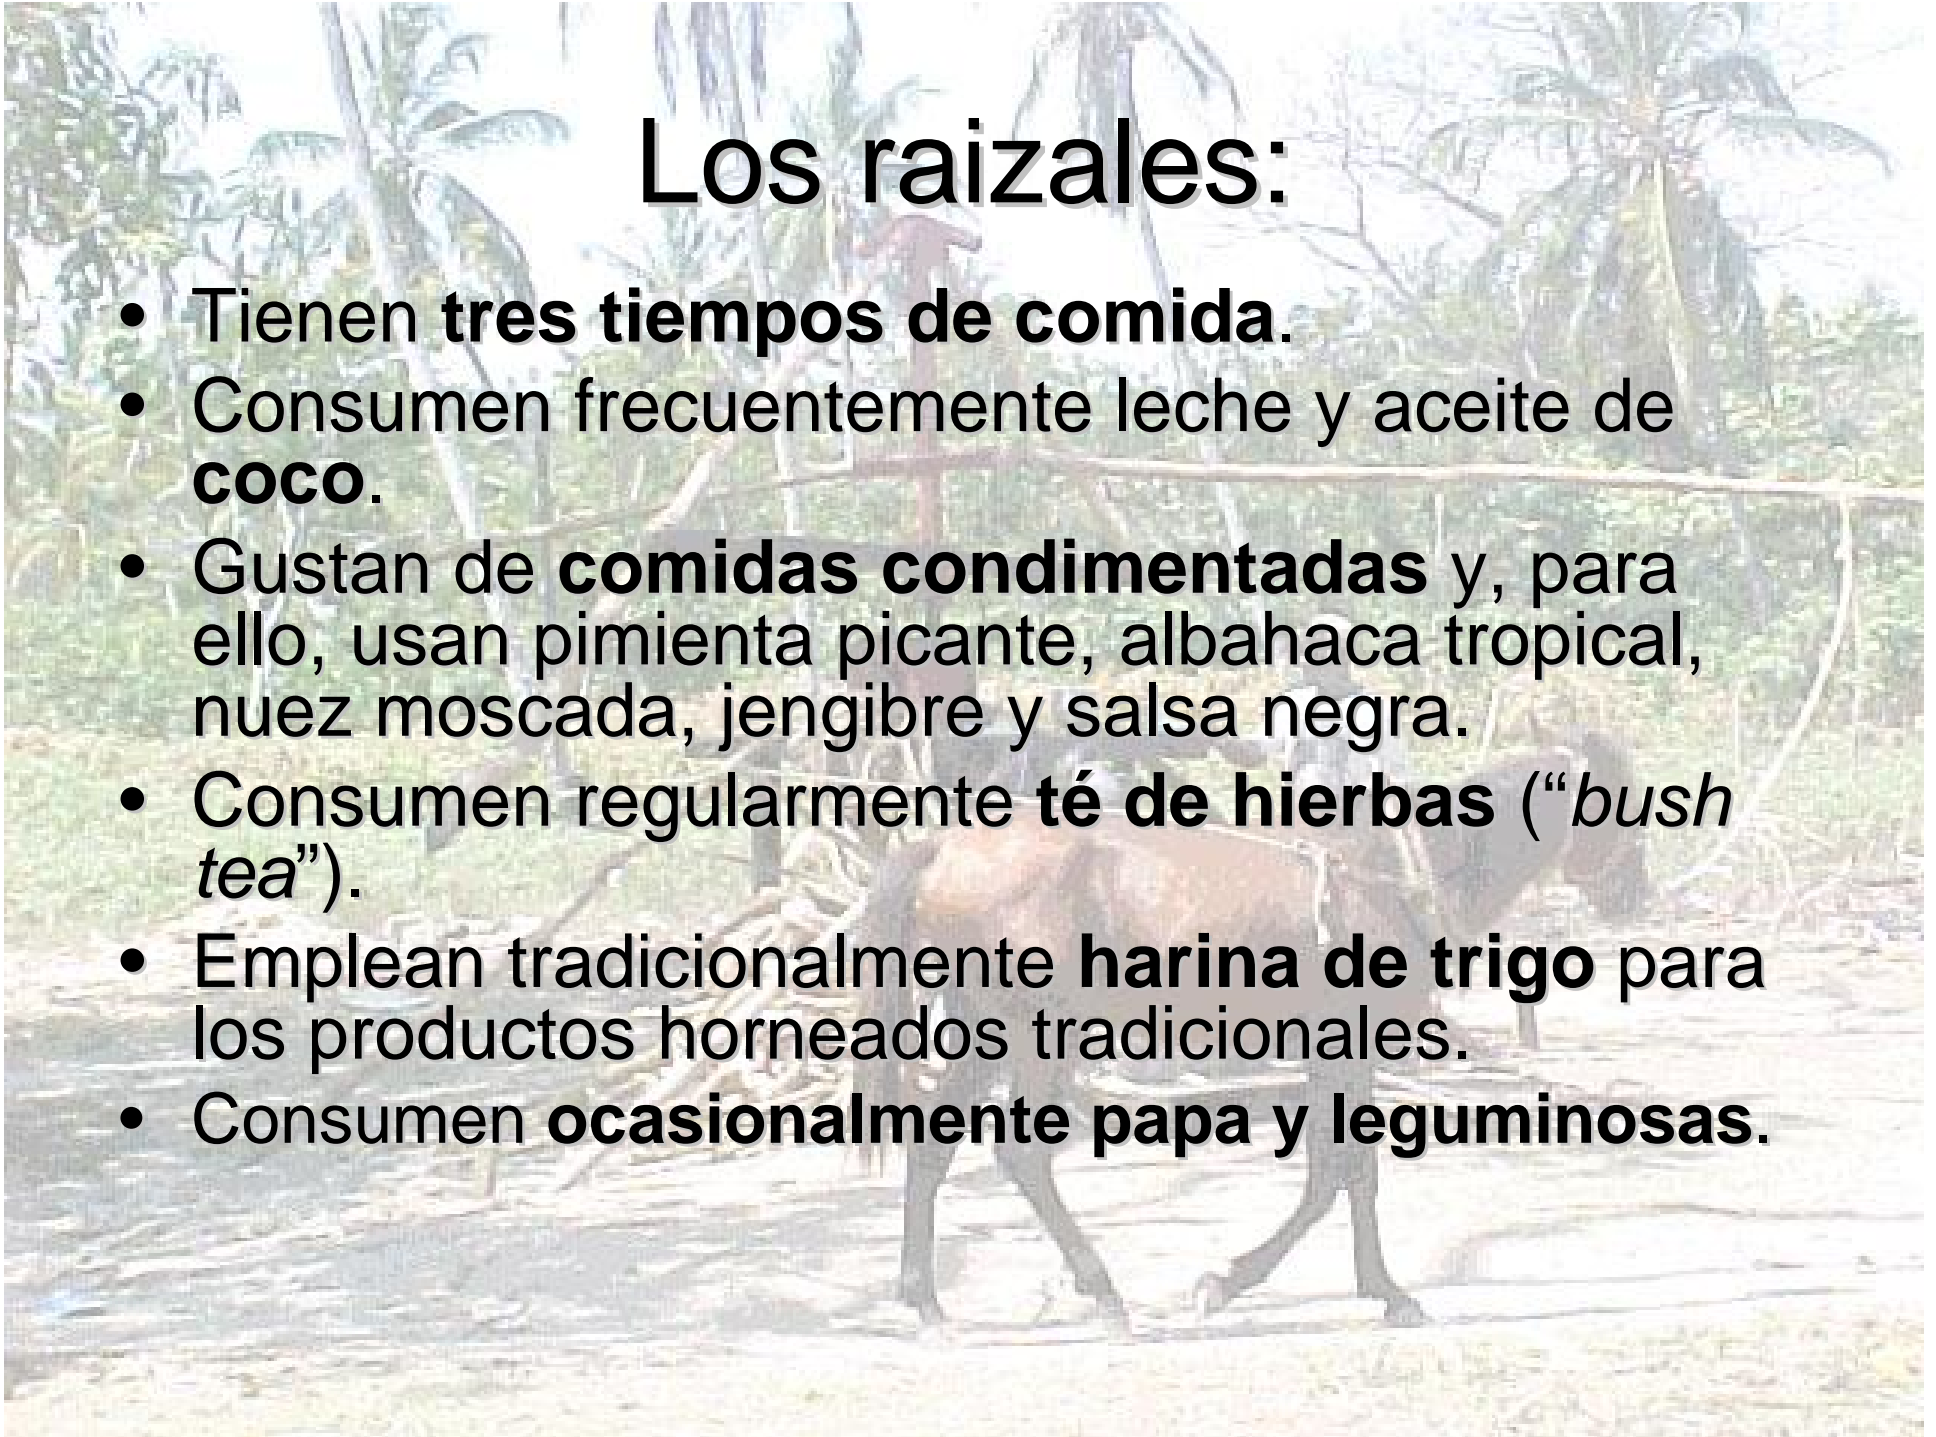 Los raizales:
• Tienen tres tiempos de comida.
• Consumen frecuentemente leche y aceite de
coco.
• Gustan de comidas condimentadas y, para
ello, usan pimienta picante, albahaca tropical,
nuez moscada, jengibre y salsa negra.
• Consumen regularmente té de hierbas (“bush
tea”).
• Emplean tradicionalmente harina de trigo para
los productos horneados tradicionales.
• Consumen ocasionalmente papa y leguminosas.